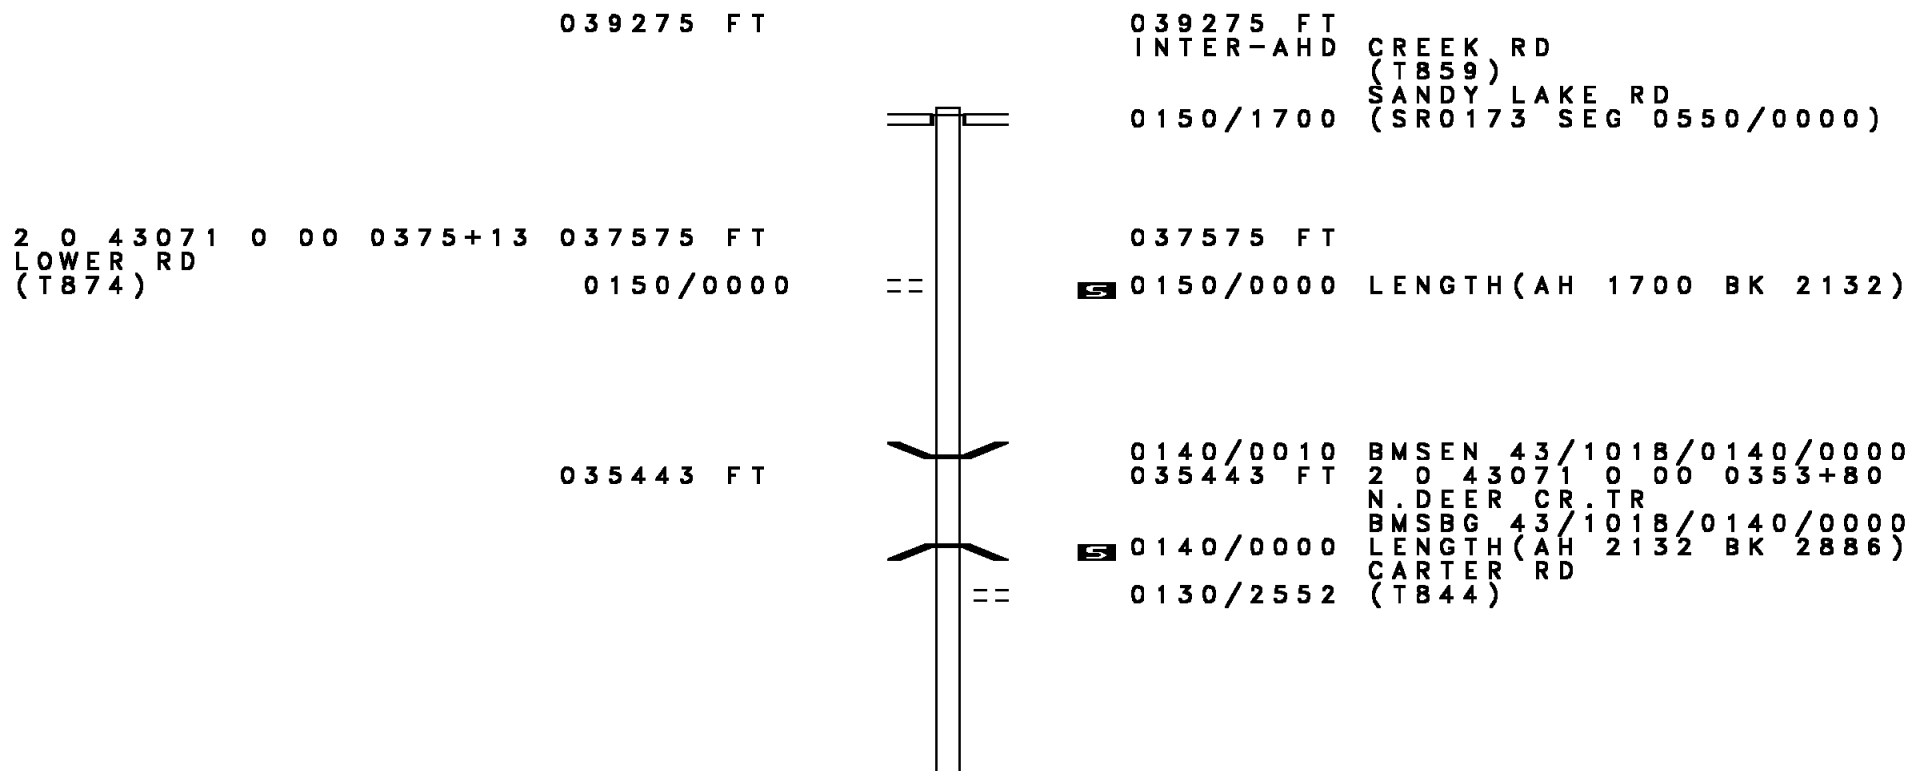 039275 FT 039275 FT
INTER-AHD CREEK RD
(T859)
SANDY LAKE RD
0150/1700 (SR0173 SEG 0550/0000)
2 0 43071 0 00 0375+13 037575 FT 037575 FT
LOWER RD
(T874) 0150/0000 S 0150/0000 LENGTH(AH 1700 BK 2132)
0140/0010 BMSEN 43/1018/0140/0000
035443 FT 035443 FT 2 0 43071 0 00 0353+80
N.DEER CR.TR
BMSBG 43/1018/0140/0000
S 0140/0000 LENGTH(AH 2132 BK 2886)
CARTER RD
0130/2552 (T844)